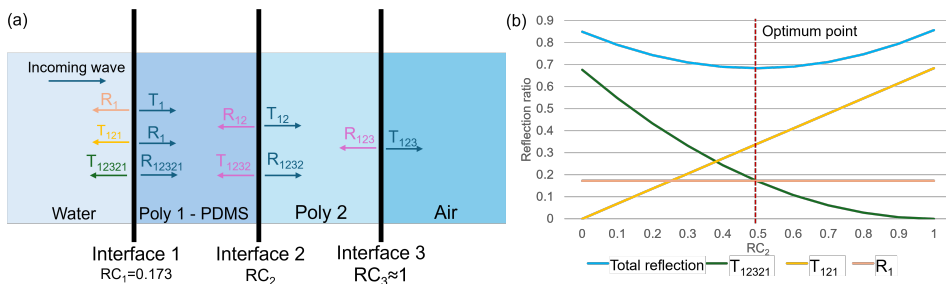 (a)
Incoming wave
R1 T1
T121 R1
T12321 R12321
R12 T12
T1232 R1232
R123 T123
Water Poly 1 - PDMS Poly 2 Air
Interface 1 Interface 2 Interface 3
RC1=0.173 RC2 RC3≈1
(b)
Optimum point
Reflection ratio
0.9
0.8
0.7
0.6
0.5
0.4
0.3
0.2
0.1
0
0 0.1 0.2 0.3 0.4 0.5 0.6 0.7 0.8 0.9 1
RC2
Total reflection T12321 T121 R1